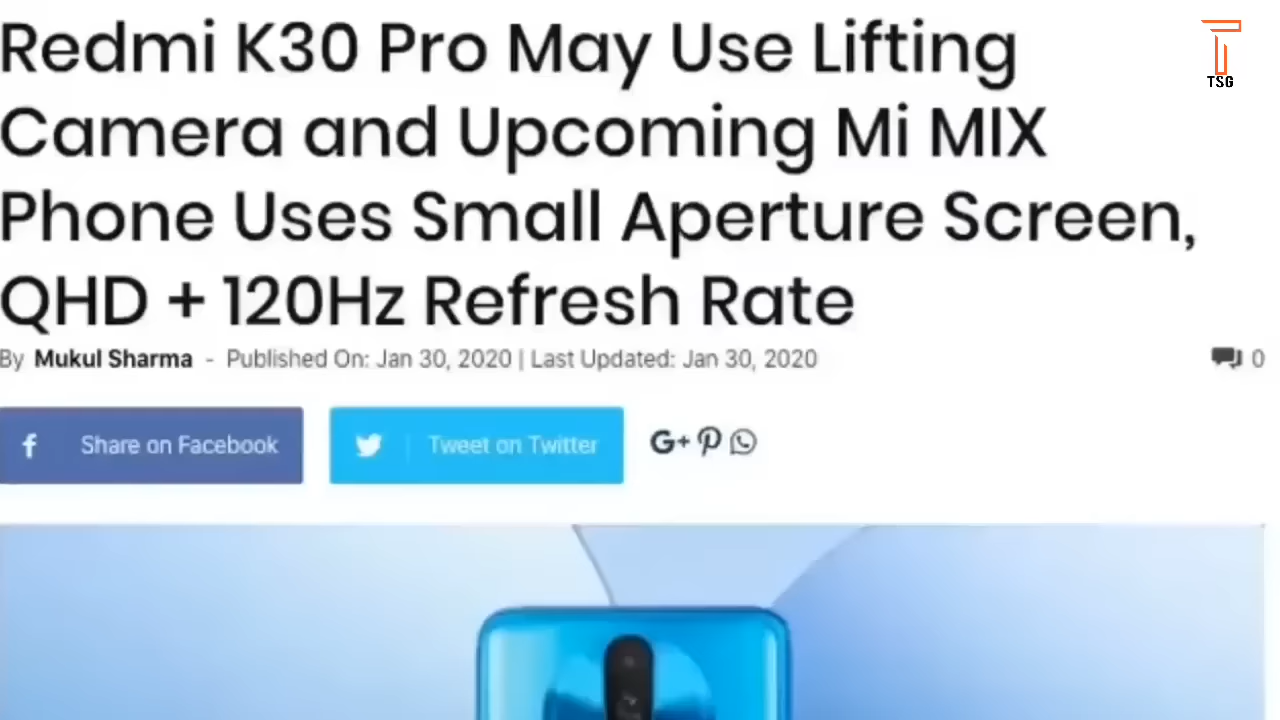 Redmi K30 Pro May Use Lifting
Camera and Upcoming Mi MIX
Phone Uses Small Aperture Screen,
QHD + 120Hz Refresh Rate
TSG
By Mukul Sharma - Published On: Jan 30, 2020 | Last Updated: Jan 30, 2020
0
Share on Facebook
Tweet on Twitter
G+